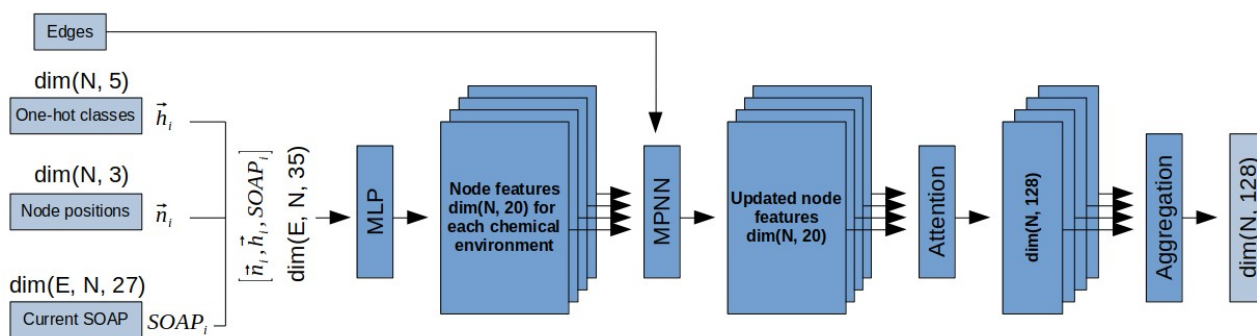 Edges
dim(N, 5)
One-hot classes
\vec{h}_i
dim(N, 3)
Node positions
\vec{n}_i
dim(E, N, 27)
Current SOAP
SOAP_i
[\vec{n}_i, \vec{h}_i, SOAP_i]
dim(E, N, 35)
MLP
Node features
dim(N, 20) for
each chemical
environment
MPNN
Updated node
features
dim(N, 20)
Attention
dim(N, 128)
Aggregation
dim(N, 128)